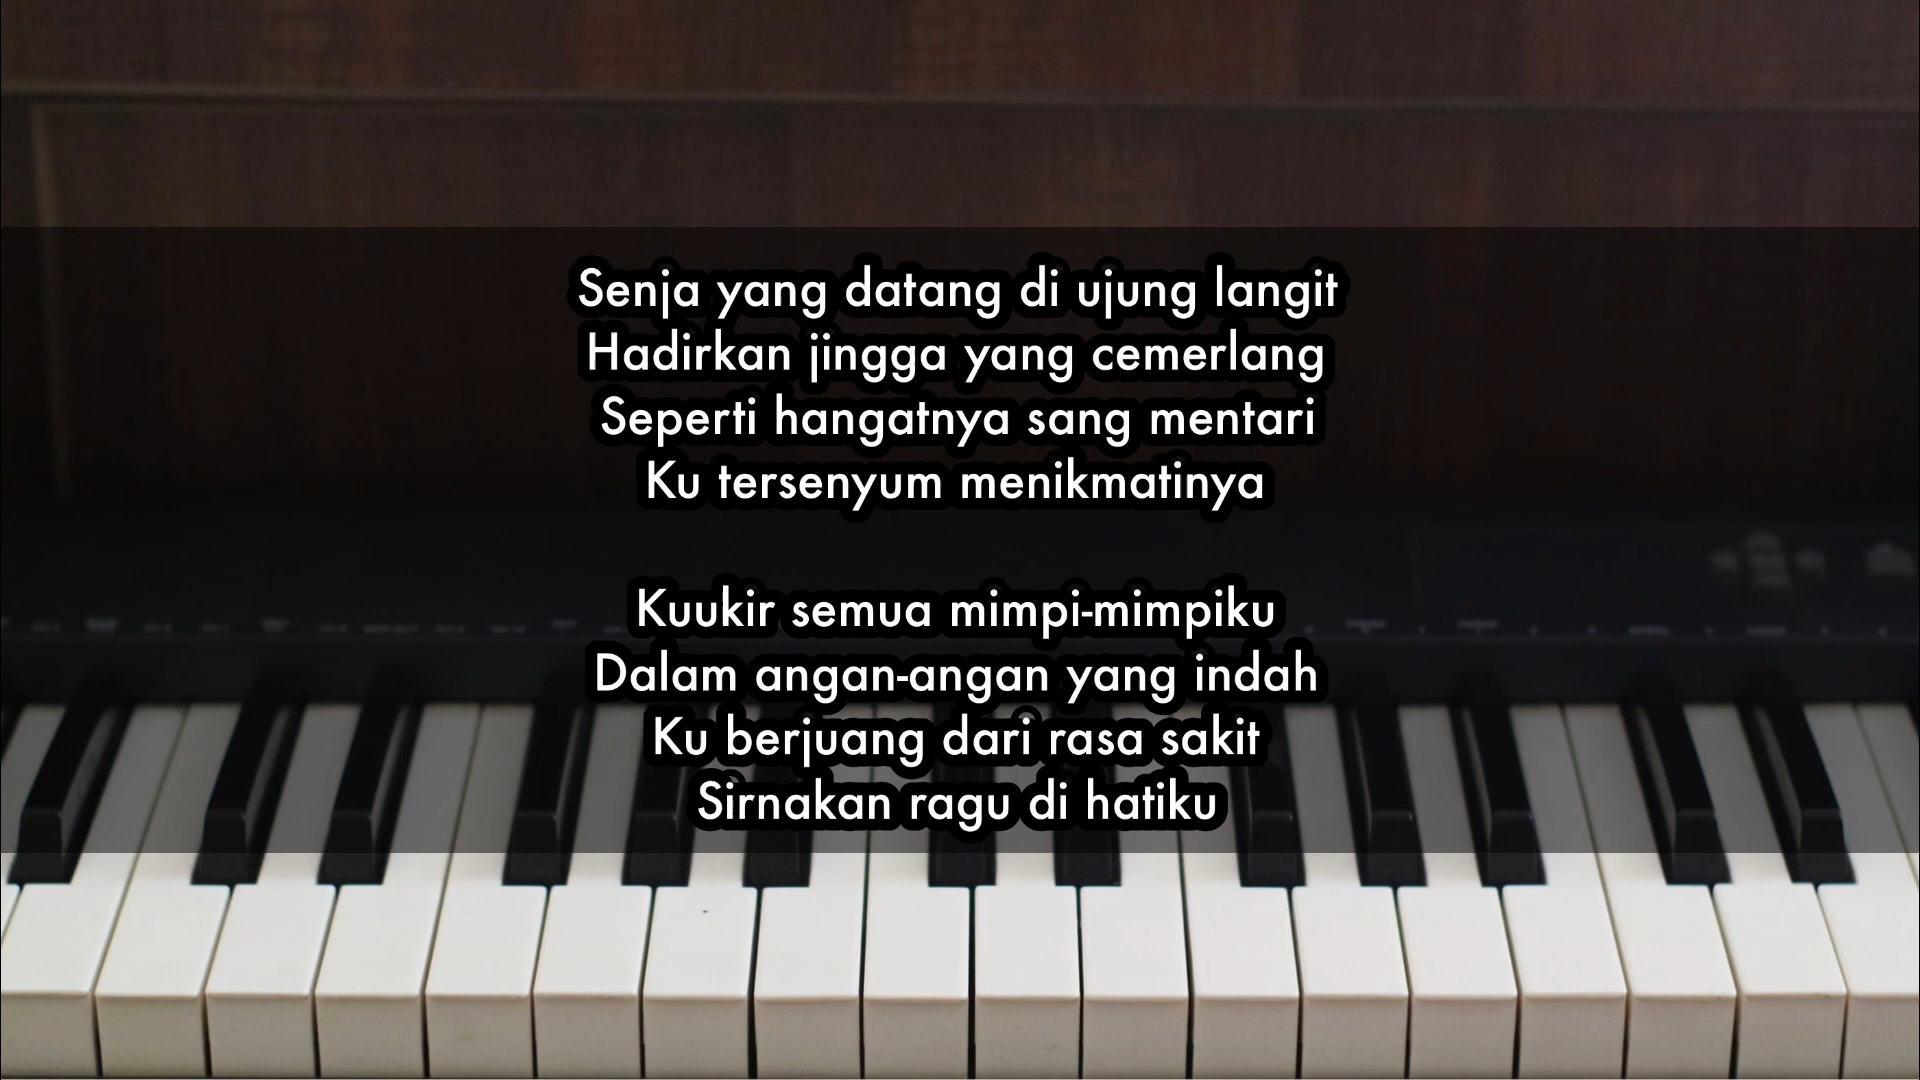 Senja yang datang di ujung langit
Hadirkan jingga yang cemerlang
Seperti hangatnya sang mentari
Ku tersenyum menikmatinya
Kuukir semua mimpi-mimpiku
Dalam angan-angan yang indah
Ku berjuang dari rasa sakit
Sirnakan ragu di hatiku